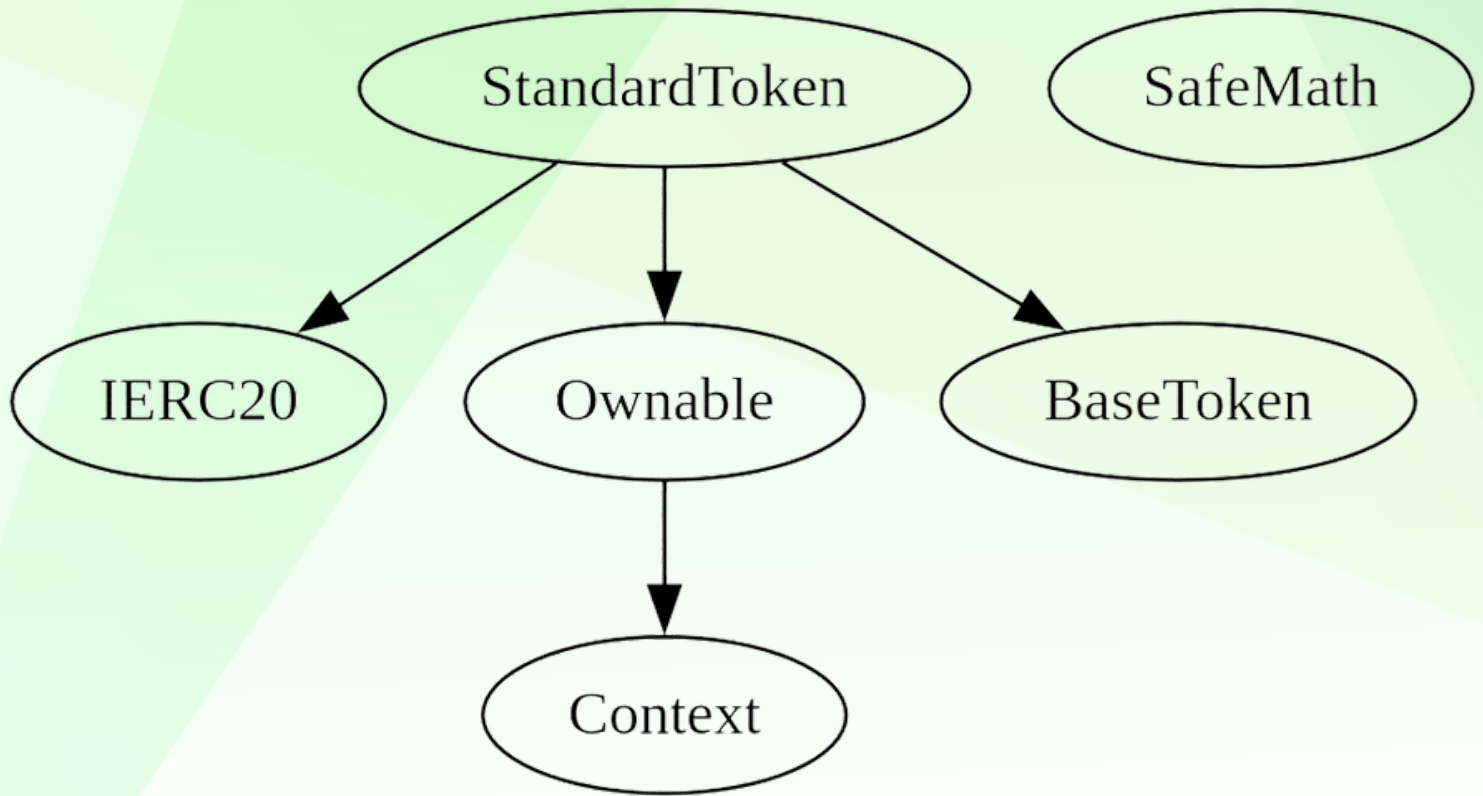 StandardToken
SafeMath
IERC20
Ownable
BaseToken
Context